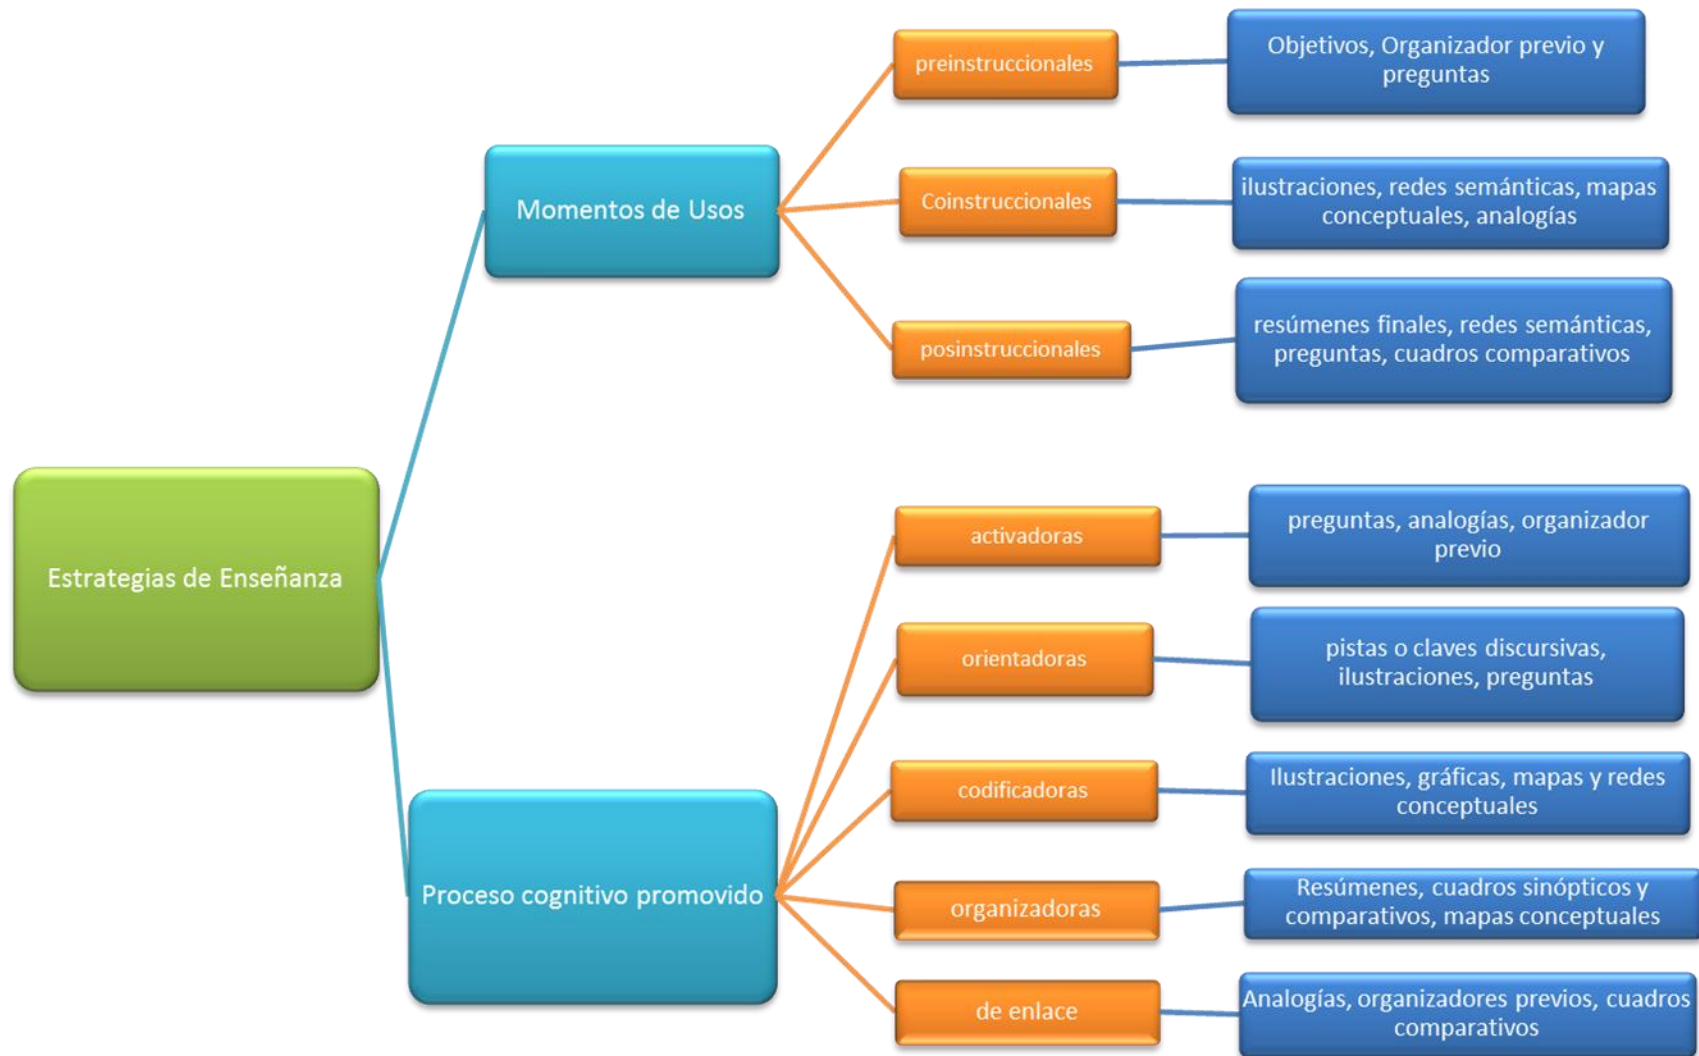 Estrategias de Enseñanza
Momentos de Usos
preinstruccionales
Objetivos, Organizador previo y
preguntas
Coinstruccionales
ilustraciones, redes semánticas, mapas
conceptuales, analogías
posinstruccionales
resúmenes finales, redes semánticas,
preguntas, cuadros comparativos
Proceso cognitivo promovido
activadoras
preguntas, analogías, organizador
previo
orientadoras
pistas o claves discursivas,
ilustraciones, preguntas
codificadoras
Ilustraciones, gráficas, mapas y redes
conceptuales
organizadoras
Resúmenes, cuadros sinópticos y
comparativos, mapas conceptuales
de enlace
Analogías, organizadores previos, cuadros
comparativos